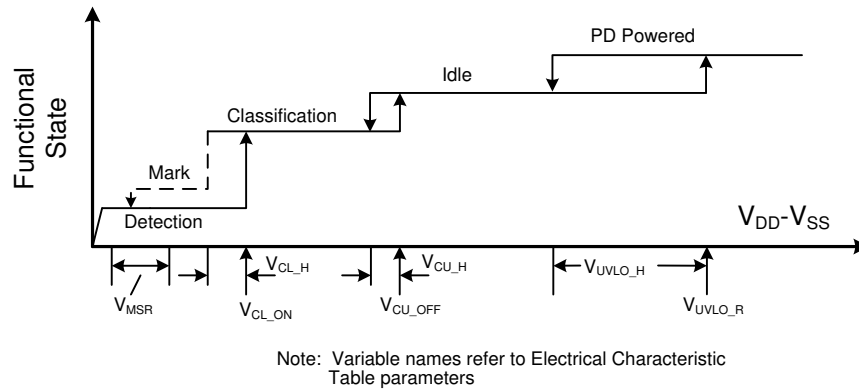 Functional
State
PD Powered
Idle
Classification
Mark
Detection
VDD-VSS
VMSR
VCL_H
VCL_ON
VCU_H
VCU_OFF
VUVLO_H
VUVLO_R
Note: Variable names refer to Electrical Characteristic
Table parameters